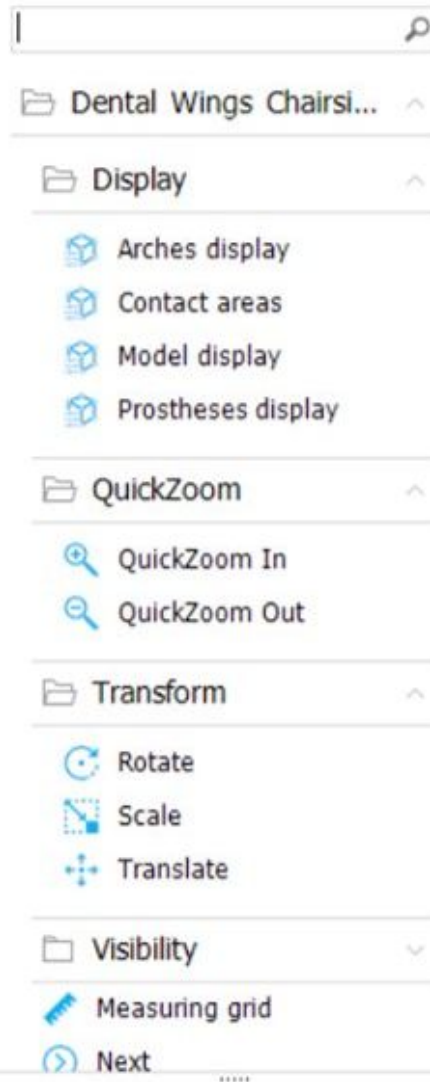 Dental Wings Chairsi...
Display
Arches display
Contact areas
Model display
Prostheses display
QuickZoom
QuickZoom In
QuickZoom Out
Transform
Rotate
Scale
Translate
Visibility
Measuring grid
Next